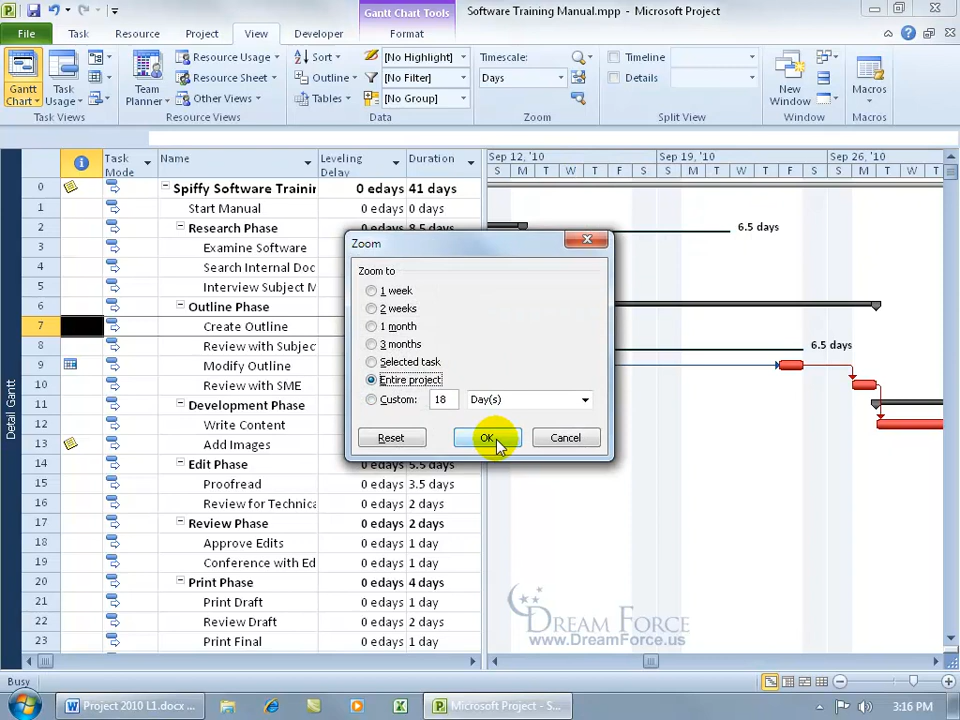 Gantt Chart Tools
Software Training Manual.mpp - Microsoft Project
File Task Resource Project View Developer Format
Gantt Chart
Task Usage
Task Views
Team Planner
Resource Usage
Resource Sheet
Other Views
Resource Views
Sort
Outline
Tables
[No Highlight]
[No Filter]
[No Group]
Data
Timescale:
Days
Zoom
Timeline
Details
Split View
New Window
Window
Macros
Macros
Task Mode Name Leveling Delay Duration
Sep 12, '10 Sep 19, '10 Sep 26, '10
S M T W T F S S M T W T F S S M T W T
0 Spiffy Software Trainin 0 edays 41 days
1 Start Manual 0 edays 0 days
2 Research Phase 0 edays 8.5 days 6.5 days
3 Examine Software
4 Search Internal Doc
5 Interview Subject M
6 Outline Phase
7 Create Outline
8 Review with Subjec 6.5 days
9 Modify Outline
10 Review with SME
11 Development Phase
12 Write Content
13 Add Images
14 Edit Phase 0 edays 5.5 days
15 Proofread 0 edays 3.5 days
16 Review for Technica 0 edays 2 days
17 Review Phase 0 edays 2 days
18 Approve Edits 0 edays 1 day
19 Conference with Ed 0 edays 1 day
20 Print Phase 0 edays 4 days
21 Print Draft 0 edays 1 day
22 Review Draft 0 edays 1 day
23 Print Final 0 edays 1 day
Detail Gantt
Zoom
Zoom to
1 week
2 weeks
1 month
3 months
Selected task
Entire project
Custom: 18 Day(s)
Reset OK Cancel
DREAM FORCE
www.DreamForce.us
Busy
Project 2010 L1.docx ...
Microsoft Project - S...
3:16 PM